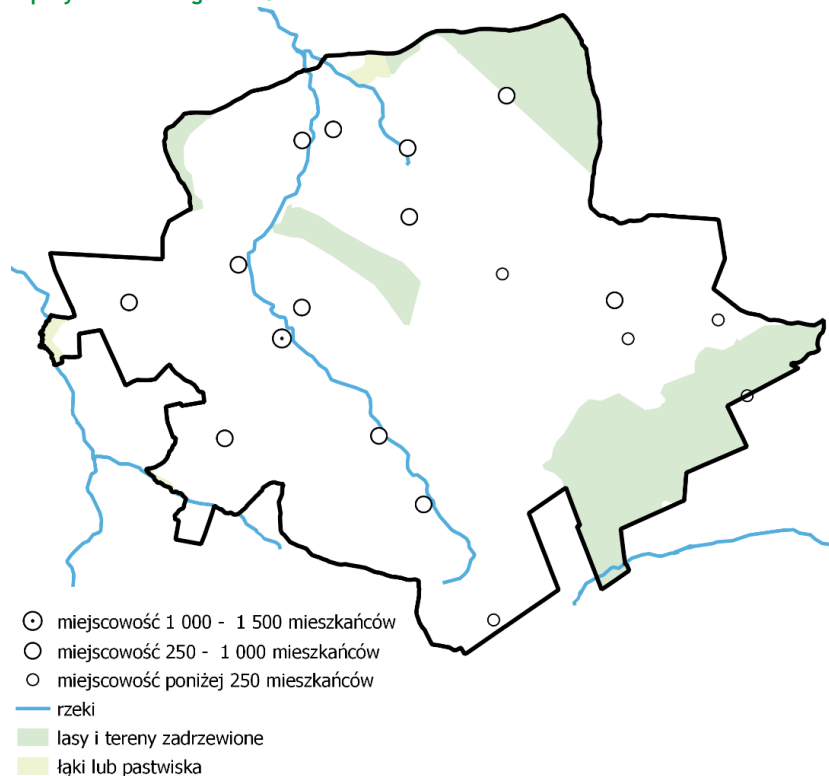 miejscowość 1 000 - 1 500 mieszkańców
miejscowość 250 - 1 000 mieszkańców
miejscowość poniżej 250 mieszkańców
rzeki
lasy i tereny zadrzewione
łąki lub pastwiska